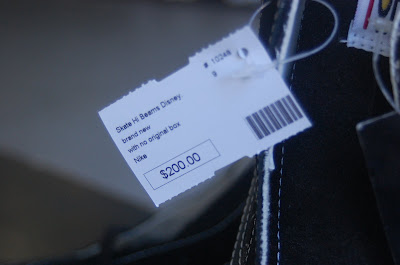 10346
Skate Hi Beams Disney
brand new
with no original box
Nike
$200.00